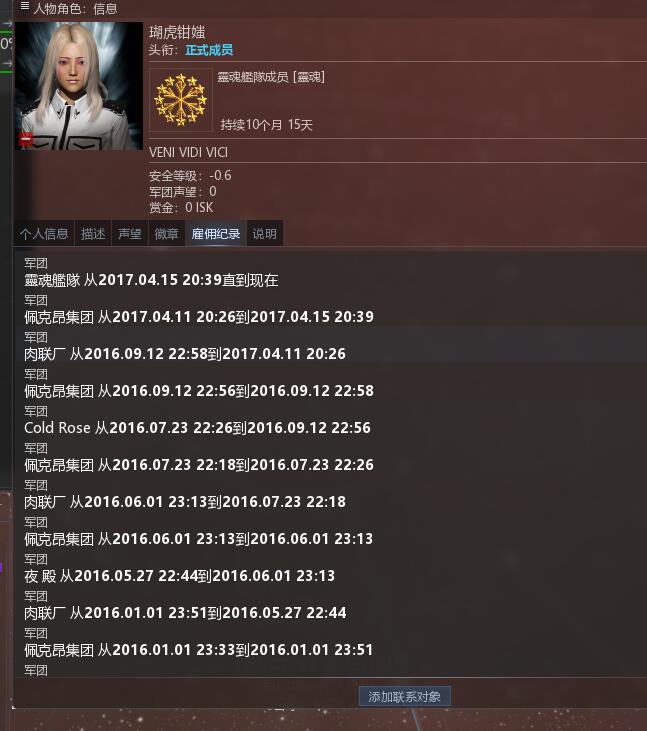 人物角色：信息
瑚虎钳媸
头衔：正式成员
靈魂艦隊成员 [靈魂]
持续10个月 15天
VENI VIDI VICI
安全等级：-0.6
军团声望：0
赏金：0 ISK
个人信息 描述 声望 徽章 雇佣纪录 说明
军团
靈魂艦隊 从2017.04.15 20:39直到现在
军团
佩克昂集团 从2017.04.11 20:26到2017.04.15 20:39
军团
肉联厂 从2016.09.12 22:58到2017.04.11 20:26
军团
佩克昂集团 从2016.09.12 22:56到2016.09.12 22:58
军团
Cold Rose 从2016.07.23 22:26到2016.09.12 22:56
军团
佩克昂集团 从2016.07.23 22:18到2016.07.23 22:26
军团
肉联厂 从2016.06.01 23:13到2016.07.23 22:18
军团
佩克昂集团 从2016.06.01 23:13到2016.06.01 23:13
军团
夜 殿 从2016.05.27 22:44到2016.06.01 23:13
军团
肉联厂 从2016.01.01 23:51到2016.05.27 22:44
军团
佩克昂集团 从2016.01.01 23:33到2016.01.01 23:51
军团
添加联系对象